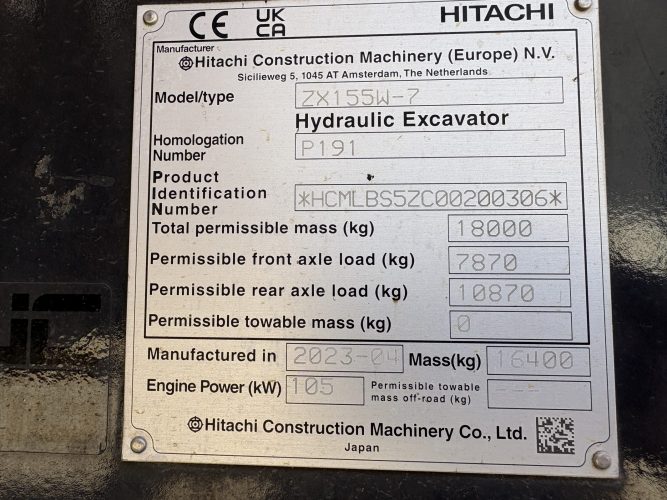 CE UK CA HITACHI
Manufacturer
Hitachi Construction Machinery (Europe) N.V.
Sicilieweg 5, 1045 AT Amsterdam, The Netherlands
Model/type ZX155W-7
Hydraulic Excavator
Homologation Number P191
Product
Identification
Number *HCMLBS5ZC00200306*
Total permissible mass (kg) 18000
Permissible front axle load (kg) 7870
Permissible rear axle load (kg) 10870
Permissible towable mass (kg) 0
Manufactured in 2023-04 Mass(kg) 16400
Engine Power (kW) 105 Permissible towable mass off-road (kg) ---
Hitachi Construction Machinery Co., Ltd.
Japan